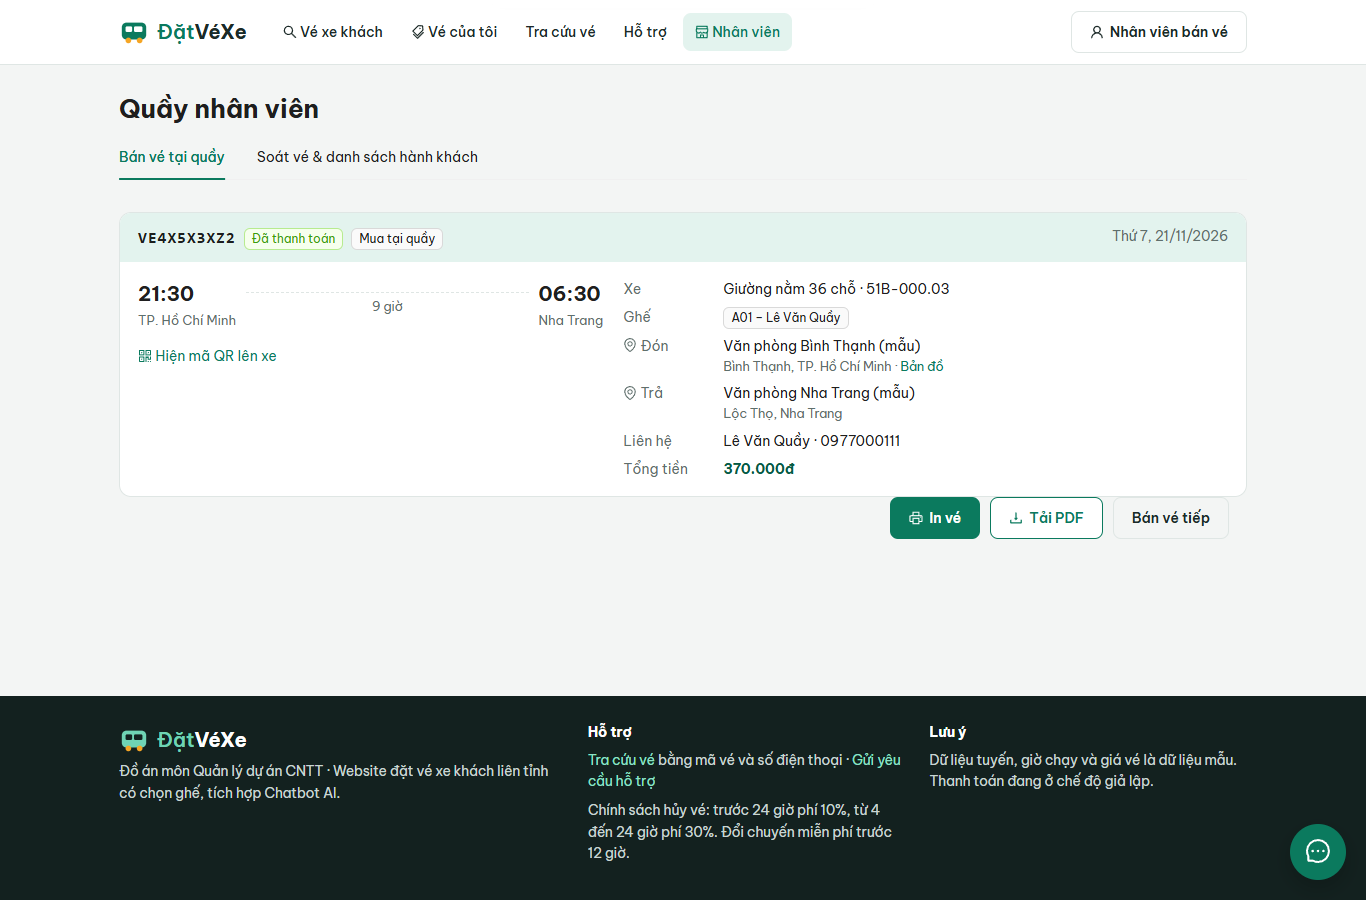 ĐặtVéXe
Vé xe khách
Vé của tôi
Tra cứu vé
Hỗ trợ
Nhân viên
Nhân viên bán vé
Quầy nhân viên
Bán vé tại quầy
Soát vé & danh sách hành khách
VE4X5X3XZ2
Đã thanh toán
Mua tại quầy
Thứ 7, 21/11/2026
21:30
9 giờ
06:30
TP. Hồ Chí Minh
Nha Trang
Hiện mã QR lên xe
Xe
Giường nằm 36 chỗ · 51B-000.03
Ghế
A01 – Lê Văn Quầy
Đón
Văn phòng Bình Thạnh (mẫu)
Bình Thạnh, TP. Hồ Chí Minh · Bản đồ
Trả
Văn phòng Nha Trang (mẫu)
Lộc Thọ, Nha Trang
Liên hệ
Lê Văn Quầy · 0977000111
Tổng tiền
370.000đ
In vé
Tải PDF
Bán vé tiếp
ĐặtVéXe
Đồ án môn Quản lý dự án CNTT · Website đặt vé xe khách liên tỉnh
có chọn ghế, tích hợp Chatbot AI.
Hỗ trợ
Tra cứu vé bằng mã vé và số điện thoại · Gửi yêu
cầu hỗ trợ
Chính sách hủy vé: trước 24 giờ phí 10%, từ 4
đến 24 giờ phí 30%. Đổi chuyến miễn phí trước
12 giờ.
Lưu ý
Dữ liệu tuyến, giờ chạy và giá vé là dữ liệu mẫu.
Thanh toán đang ở chế độ giả lập.